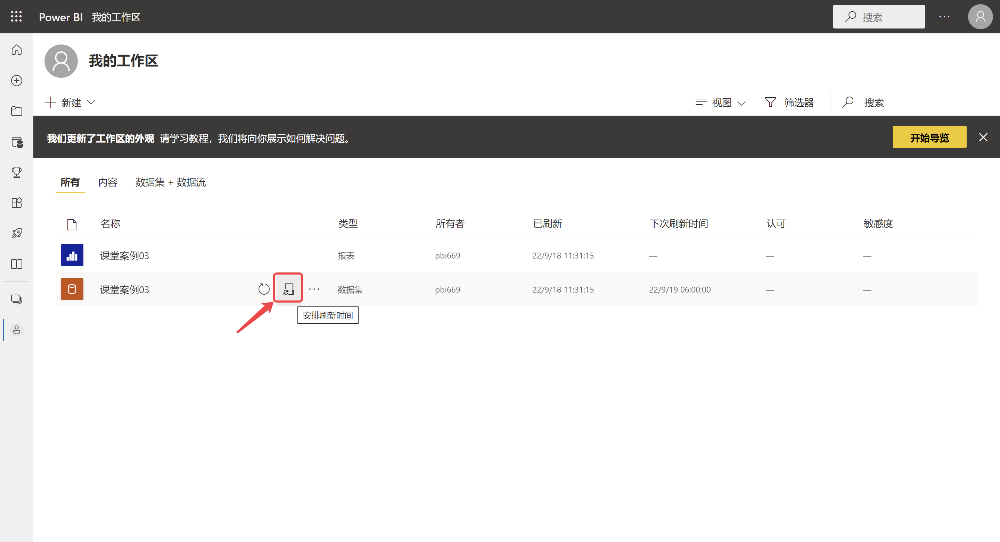 Power BI 我的工作区 搜索
我的工作区
新建 视图 筛选器 搜索
我们更新了工作区的外观 请学习教程，我们将向你展示如何解决问题。 开始导览
所有 内容 数据集 + 数据流
名称 类型 所有者 已刷新 下次刷新时间 认可 敏感度
课堂案例03 报表 pbi669 22/9/18 11:31:15 — — —
课堂案例03 数据集 pbi669 22/9/18 11:31:15 22/9/19 06:00:00 — —
安排刷新时间